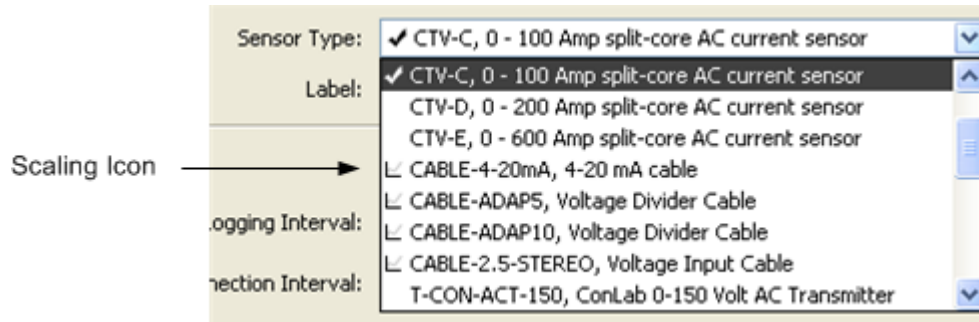 Sensor Type: CTV-C, 0 - 100 Amp split-core AC current sensor
Label: CTV-C, 0 - 100 Amp split-core AC current sensor
CTV-D, 0 - 200 Amp split-core AC current sensor
CTV-E, 0 - 600 Amp split-core AC current sensor
Scaling Icon CABLE-4-20mA, 4-20 mA cable
CABLE-ADAP5, Voltage Divider Cable
ogging Interval: CABLE-ADAP10, Voltage Divider Cable
CABLE-2.5-STEREO, Voltage Input Cable
nection Interval: T-CON-ACT-150, ConLab 0-150 Volt AC Transmitter